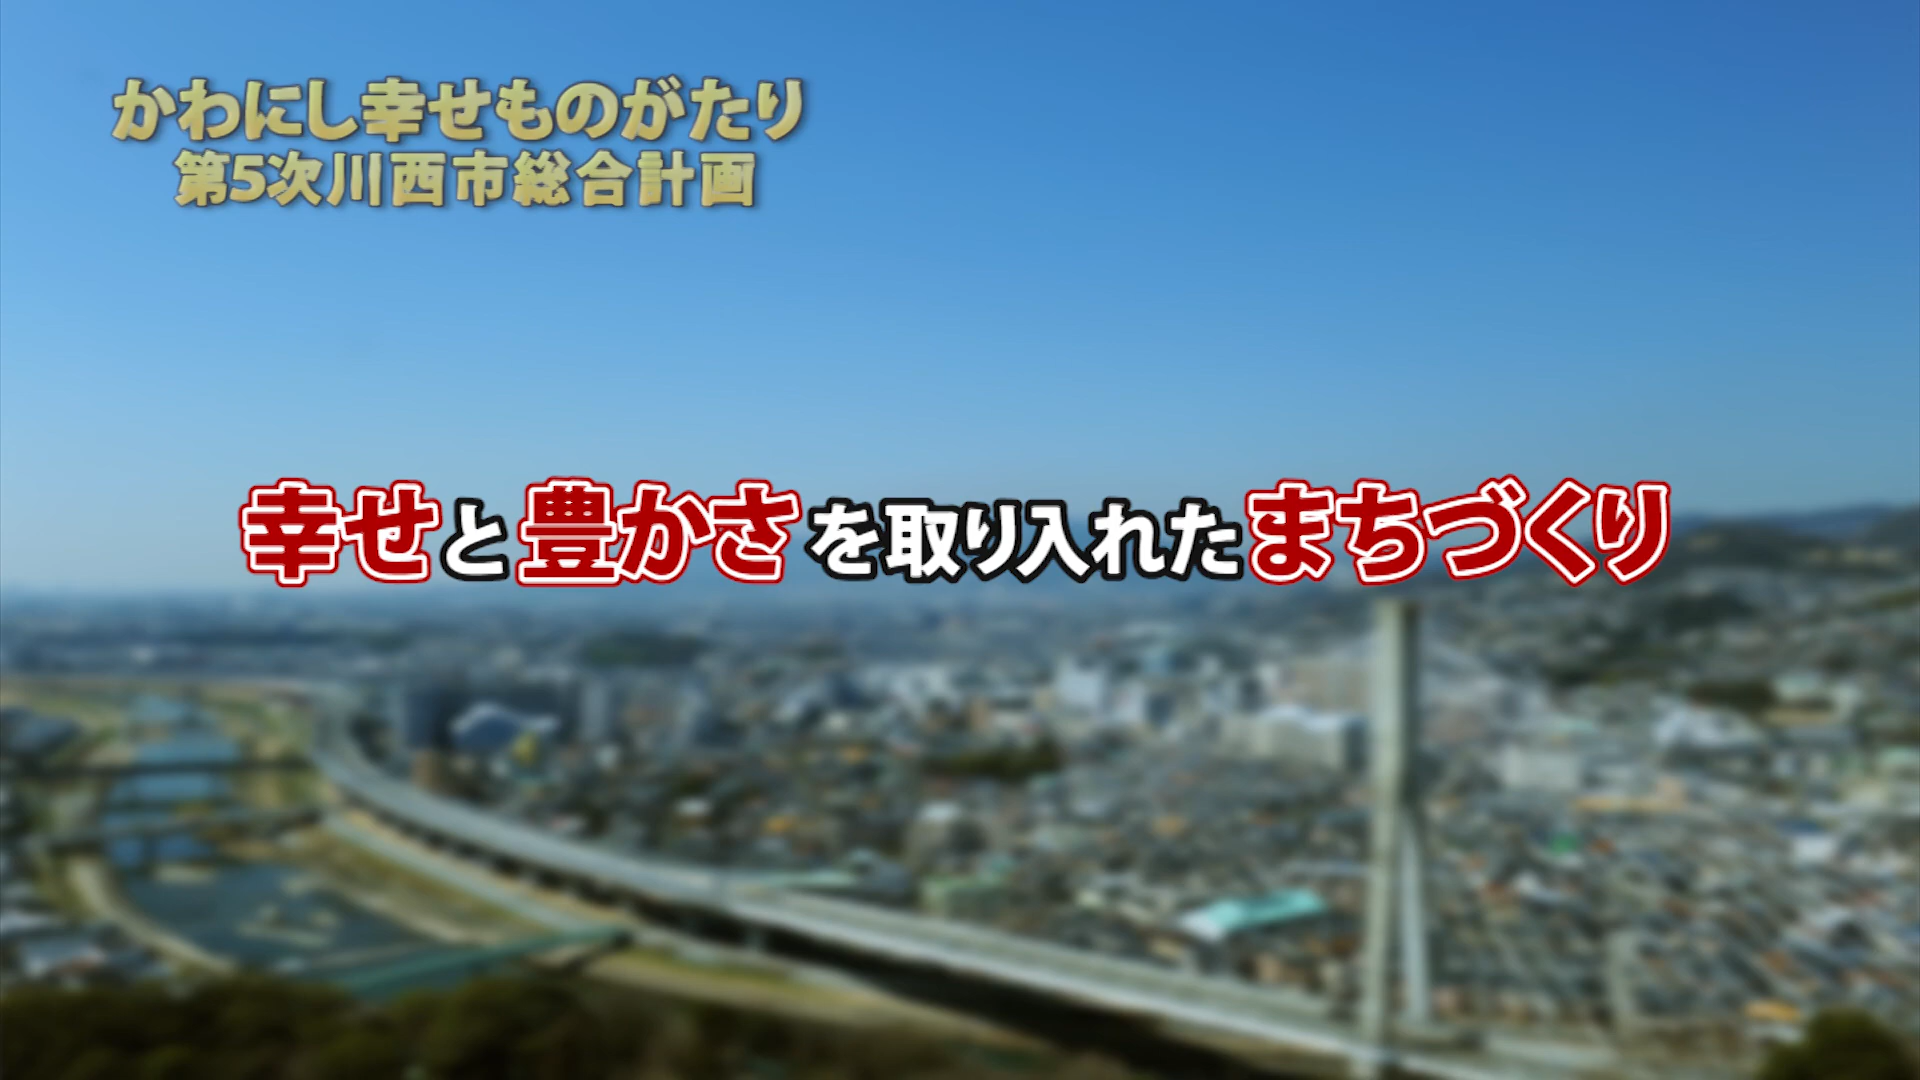 かわにし幸せものがたり
第5次川西市総合計画
幸せと豊かさを取り入れたまちづくり